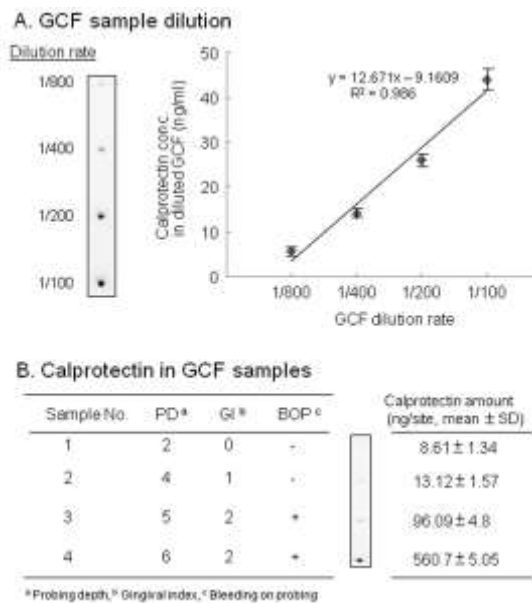 A. GCF sample dilution
Dilution rate
1/800
1/400
1/200
1/100
Calprotectin conc.
in diluted GCF (ng/ml)
50
40
30
20
10
0
y = 12.671x – 9.1609
R² = 0.986
1/800 1/400 1/200 1/100
GCF dilution rate
B. Calprotectin in GCF samples
Sample No. PD a GI b BOP c
1 2 0 -
2 4 1 -
3 5 2 +
4 6 2 +
Calprotectin amount
(ng/site, mean ± SD)
8.61 ± 1.34
13.12 ± 1.57
96.09 ± 4.8
560.7 ± 5.05
a Probing depth, b Gingival index, c Bleeding on probing